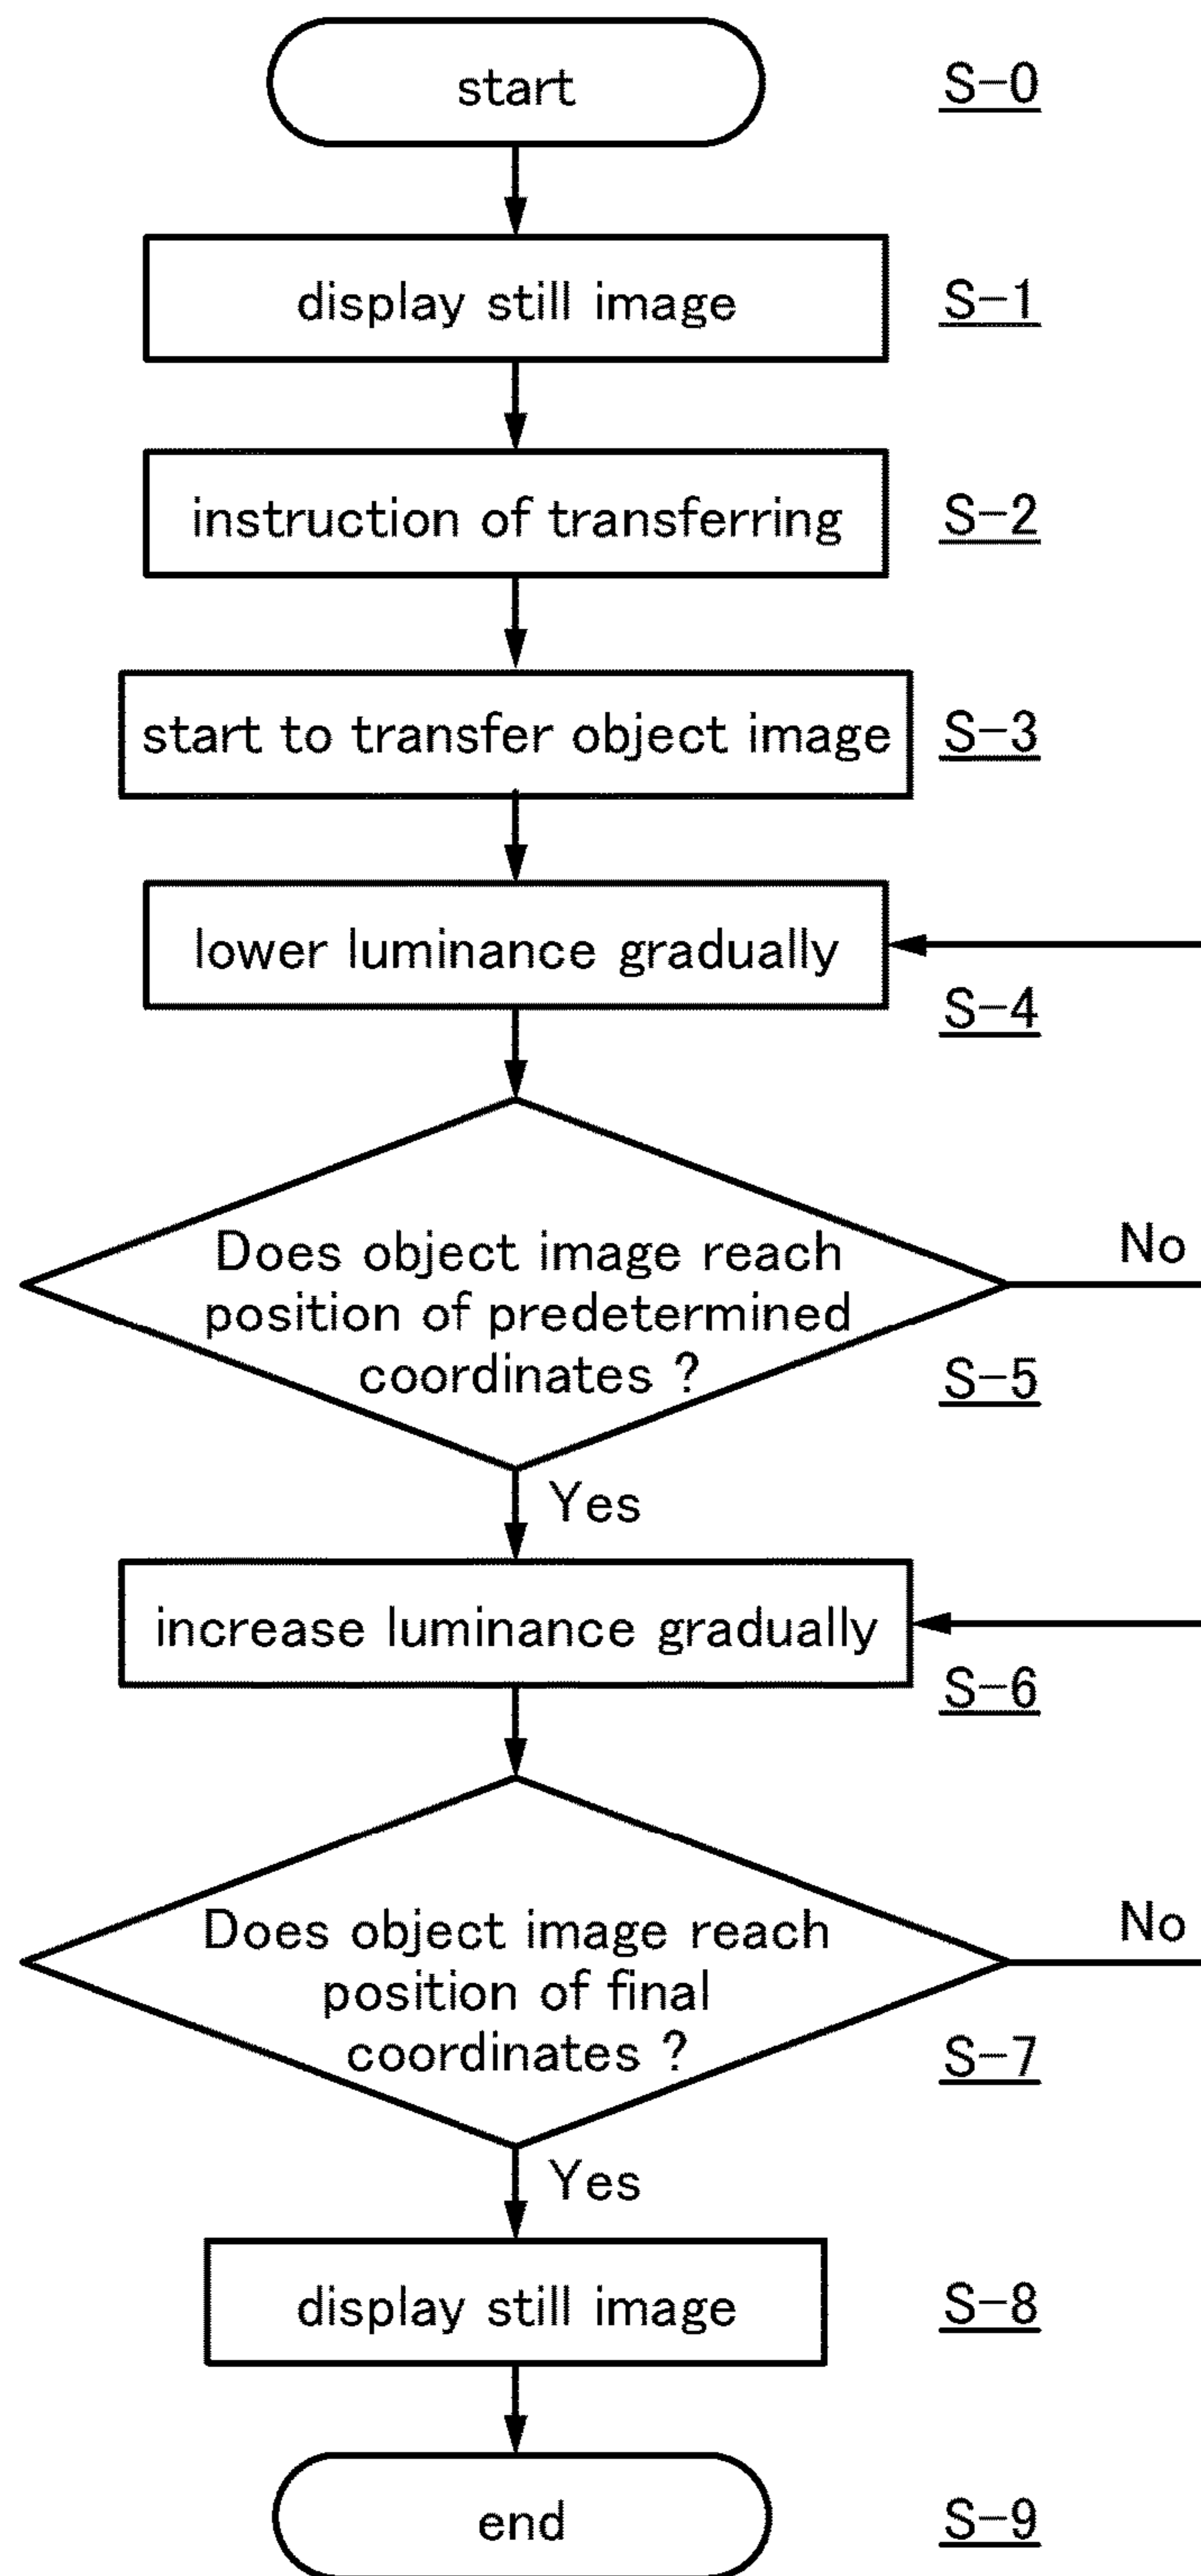 start
S-0
display still image
S-1
instruction of transferring
S-2
start to transfer object image
S-3
lower luminance gradually
S-4
Does object image reach
position of predetermined
coordinates ?
No
S-5
Yes
increase luminance gradually
S-6
Does object image reach
position of final
coordinates ?
No
S-7
Yes
display still image
S-8
end
S-9